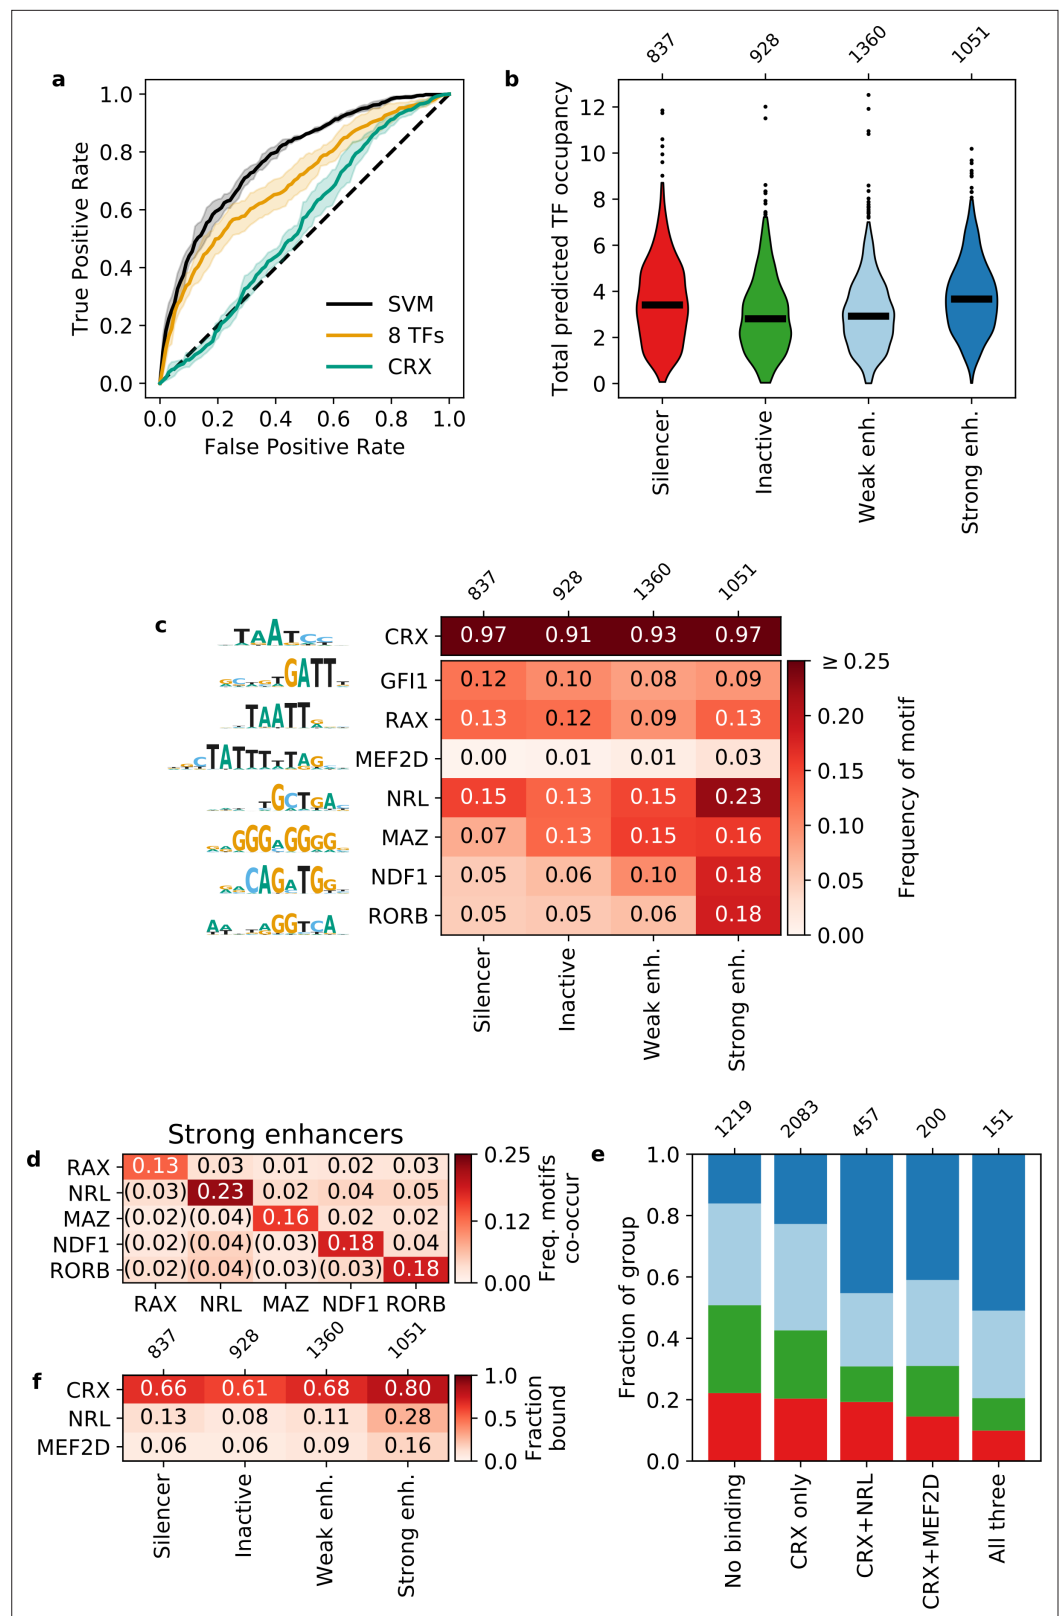 a
1.0
0.8
0.6
0.4
0.2
0.0
True Positive Rate
0.0 0.2 0.4 0.6 0.8 1.0
False Positive Rate
SVM
8 TFs
CRX
b
837 928 1360 1051
12
10
8
6
4
2
0
Total predicted TF occupancy
Silencer Inactive Weak enh. Strong enh.
c
837 928 1360 1051
TAATCC CRX 0.97 0.91 0.93 0.97
GATT GFI1 0.12 0.10 0.08 0.09
TAATT RAX 0.13 0.12 0.09 0.13
CTATTTTTAG MEF2D 0.00 0.01 0.01 0.03
TGCTGA NRL 0.15 0.13 0.15 0.23
GGGAGGGG MAZ 0.07 0.13 0.15 0.16
CAGATGG NDF1 0.05 0.06 0.10 0.18
AA AGGTCA RORB 0.05 0.05 0.06 0.18
Silencer Inactive Weak enh. Strong enh.
≥ 0.25
0.20
0.15
0.10
0.05
0.00
Frequency of motif
d
Strong enhancers
RAX 0.13 0.03 0.01 0.02 0.03
NRL (0.03) 0.23 0.02 0.04 0.05
MAZ (0.02) (0.04) 0.16 0.02 0.02
NDF1 (0.02) (0.04) (0.03) 0.18 0.04
RORB (0.02) (0.04) (0.03) (0.03) 0.18
RAX NRL MAZ NDF1 RORB
0.25
0.12
0.00
Freq. motifs
co-occur
e
1219 2083 457 200 151
1.0
0.8
0.6
0.4
0.2
0.0
Fraction of group
No binding CRX only CRX+NRL CRX+MEF2D All three
f
837 928 1360 1051
CRX 0.66 0.61 0.68 0.80
NRL 0.13 0.08 0.11 0.28
MEF2D 0.06 0.06 0.09 0.16
Silencer Inactive Weak enh. Strong enh.
1.0
0.5
0.0
Fraction
bound